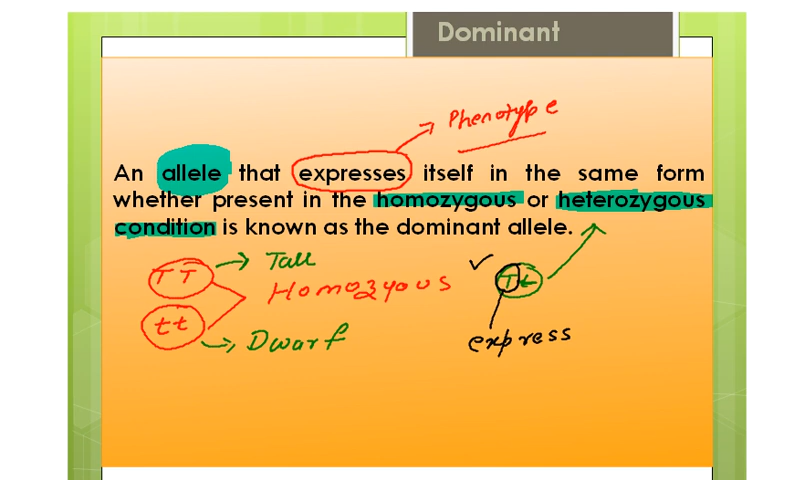 Dominant
Phenotype
An allele that expresses itself in the same form
whether present in the homozygous or heterozygous
condition is known as the dominant allele.
TT Tall
Homozyous
Tt
tt Dwarf
express